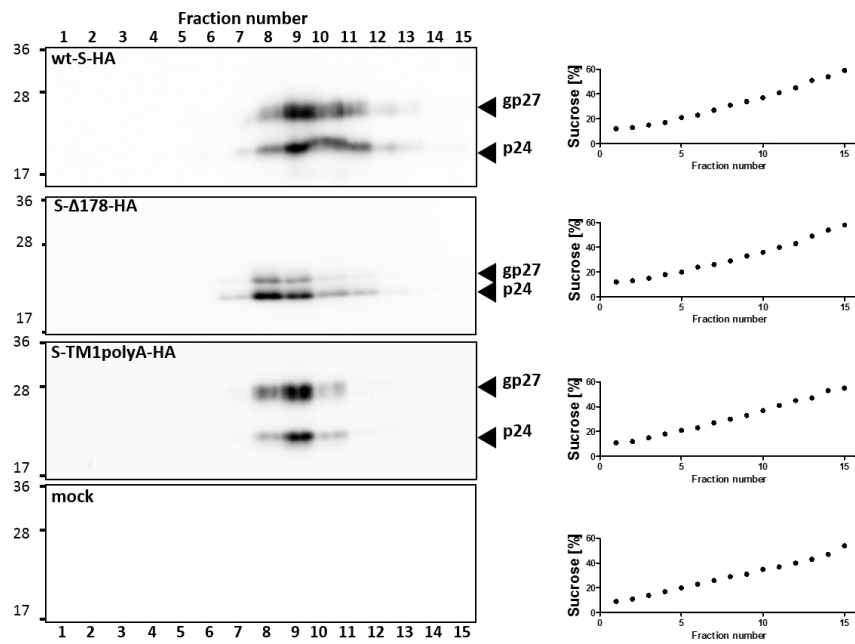 Fraction number
1 2 3 4 5 6 7 8 9 10 11 12 13 14 15
36
28
17
wt-S-HA
gp27
p24
Sucrose [%]
60
40
20
0
0 5 10 15
Fraction number
36
28
17
S-Δ178-HA
gp27
p24
Sucrose [%]
60
40
20
0
0 5 10 15
Fraction number
36
28
17
S-TM1polyA-HA
gp27
p24
Sucrose [%]
60
40
20
0
0 5 10 15
Fraction number
36
28
17
mock
Sucrose [%]
60
40
20
0
0 5 10 15
Fraction number
1 2 3 4 5 6 7 8 9 10 11 12 13 14 15